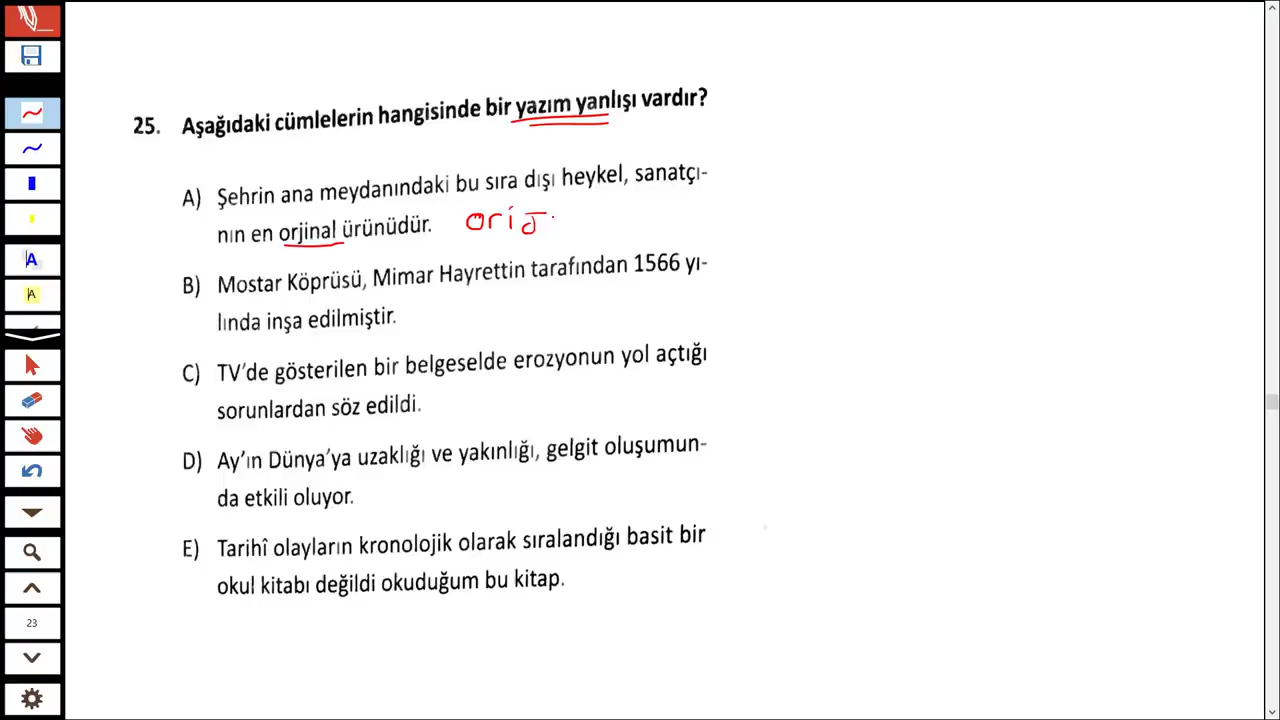 25. Aşağıdaki cümlelerin hangisinde bir yazım yanlışı vardır?
A) Şehrin ana meydanındaki bu sıra dışı heykel, sanatçı-
nın en orjinal ürünüdür. oriJ
B) Mostar Köprüsü, Mimar Hayrettin tarafından 1566 yı-
lında inşa edilmiştir.
C) TV'de gösterilen bir belgeselde erozyonun yol açtığı
sorunlardan söz edildi.
D) Ay'ın Dünya'ya uzaklığı ve yakınlığı, gelgit oluşumun-
da etkili oluyor.
E) Tarihî olayların kronolojik olarak sıralandığı basit bir
okul kitabı değildi okuduğum bu kitap.
A
A
23